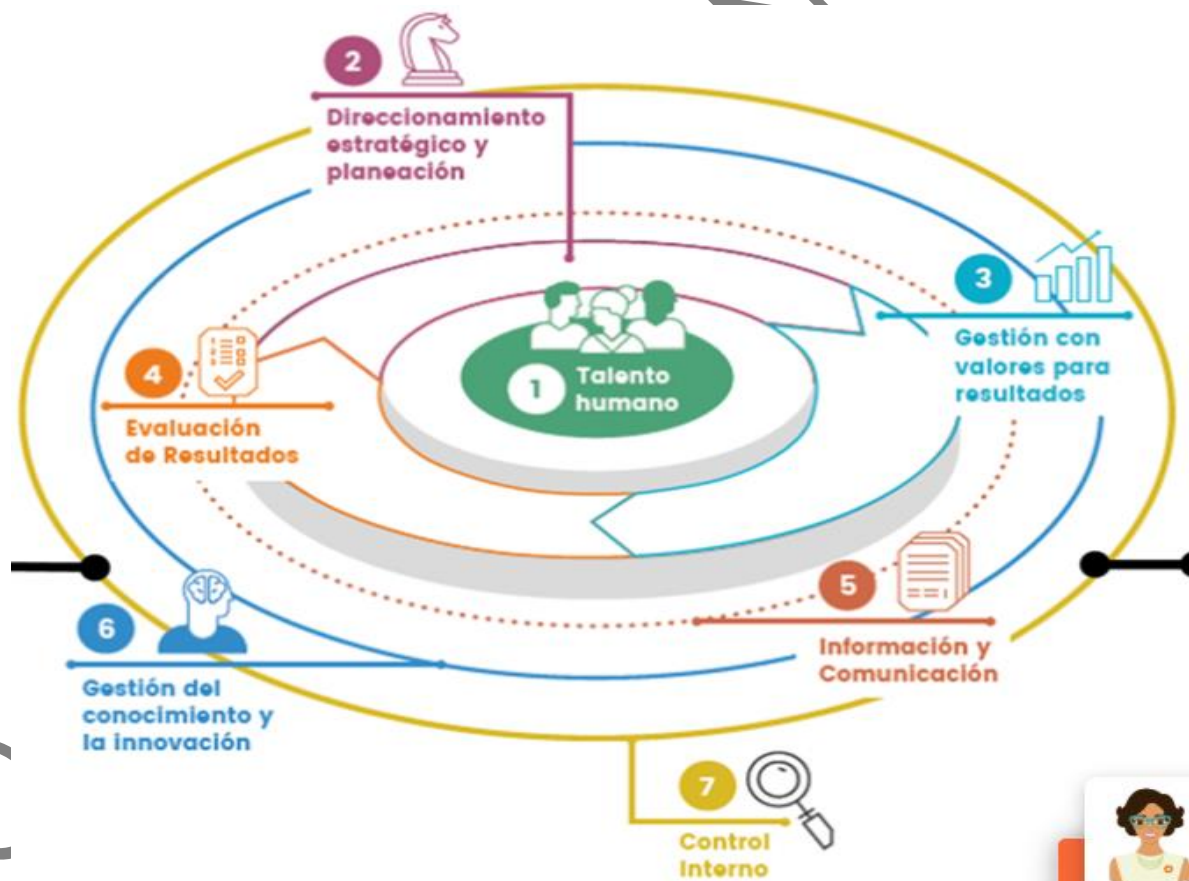 2
Direccionamiento
estratégico y
planeación
3
Gestión con
valores para
resultados
1
Talento
humano
4
Evaluación
de Resultados
5
Información y
Comunicación
6
Gestión del
conocimiento y
la innovación
7
Control
Interno